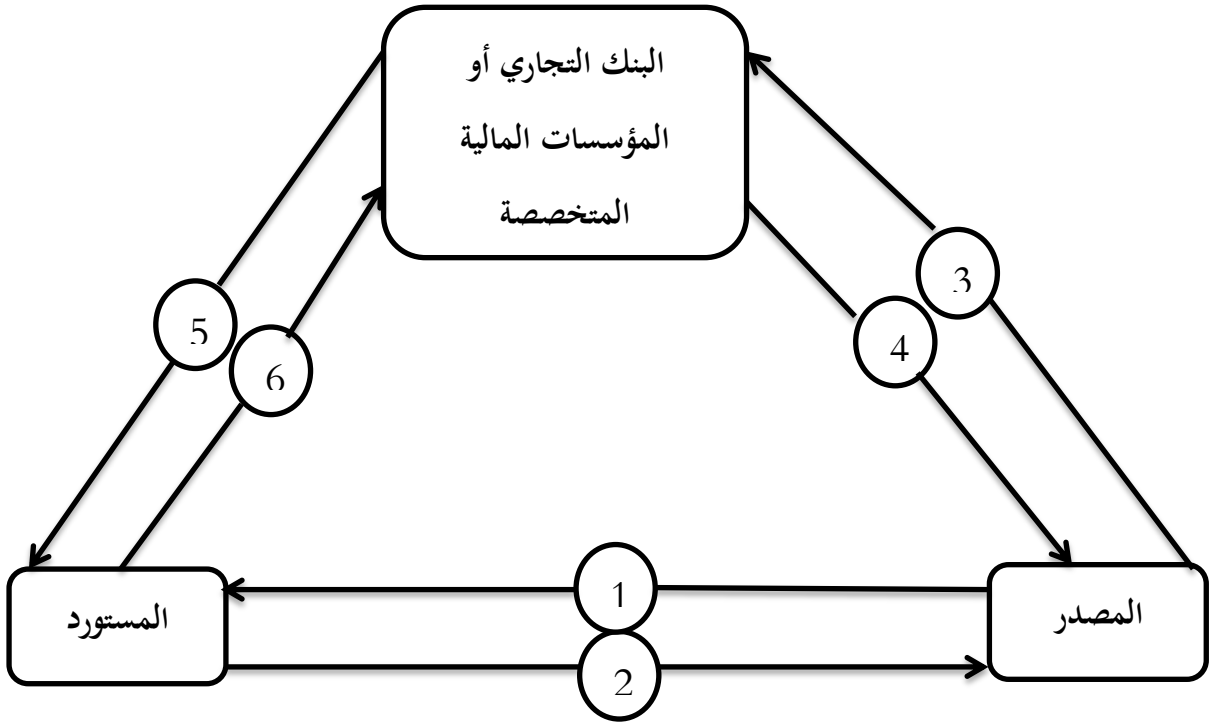 البنك التجاري أو
المؤسسات المالية
المتخصصة
3
4
5
6
1
2
المصدر
المستورد